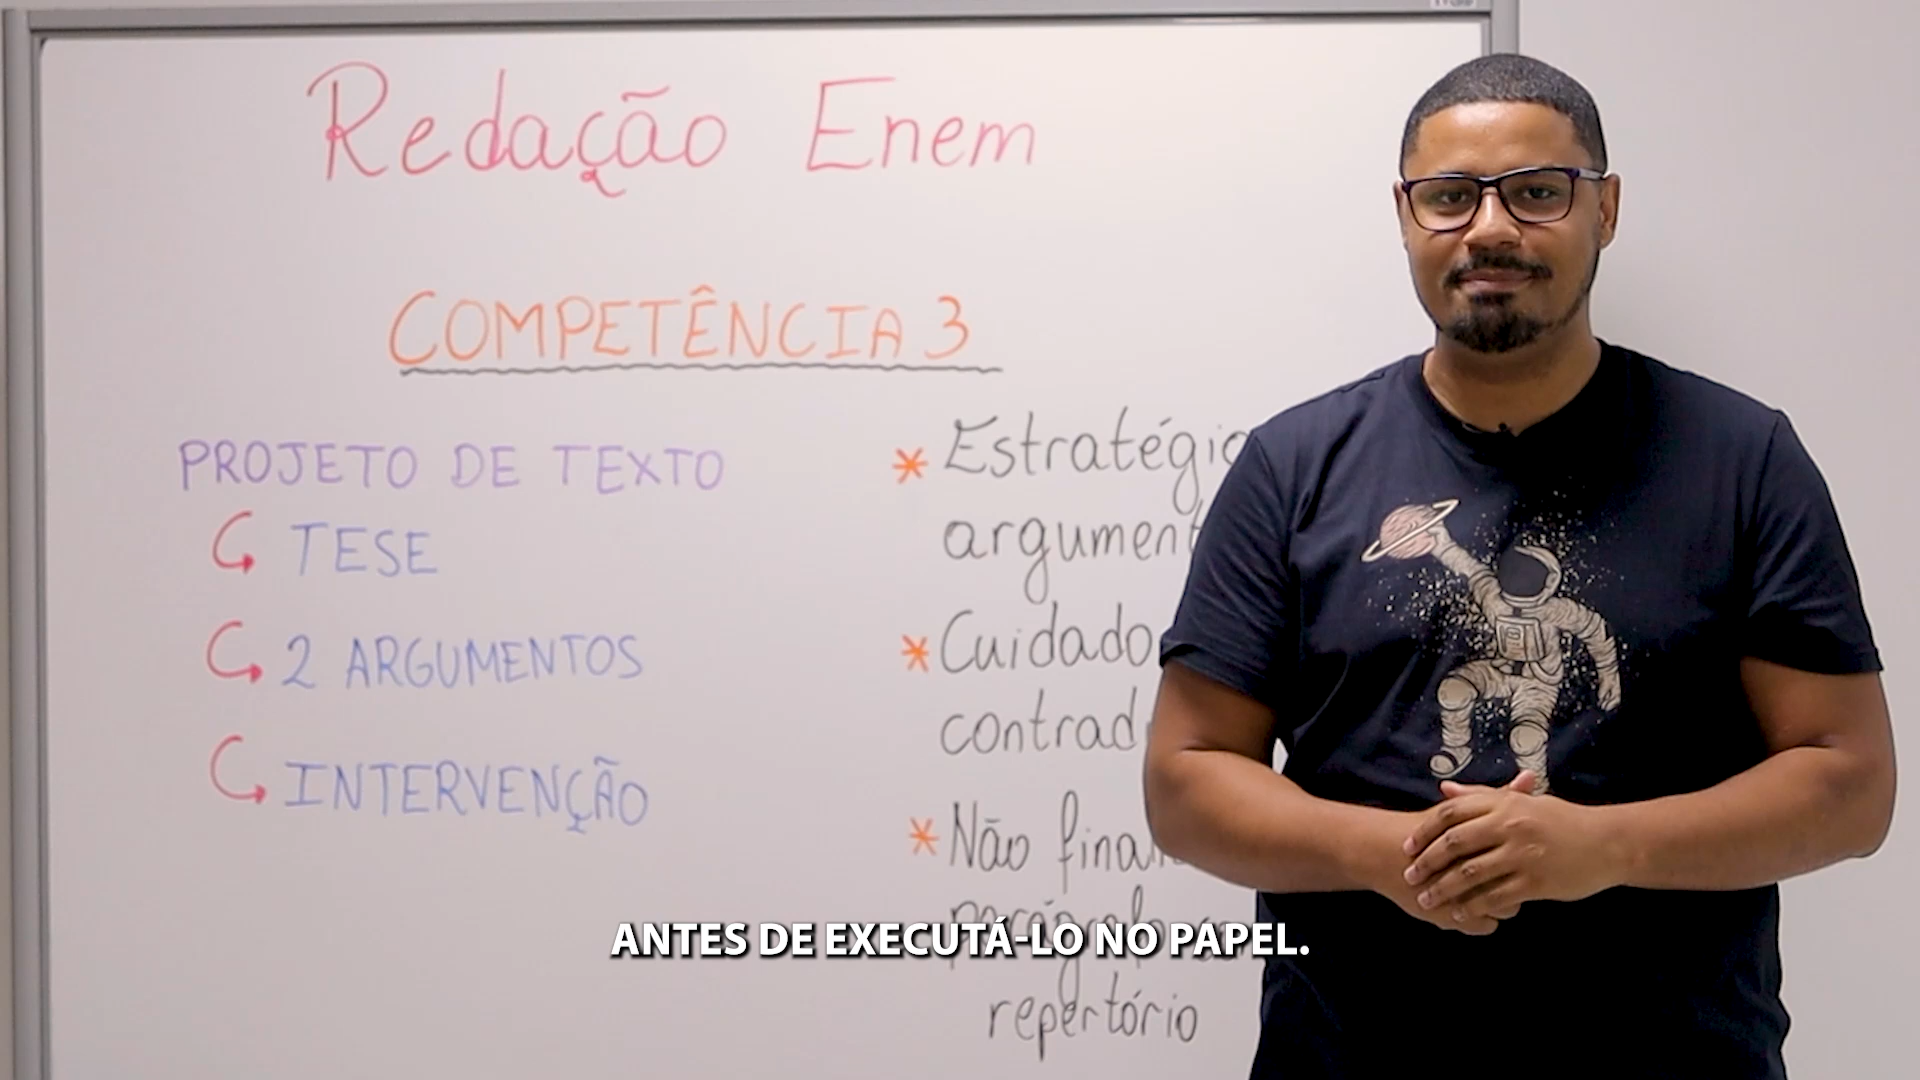 Redação Enem
COMPETÊNCIA 3
PROJETO DE TEXTO
TESE
2 ARGUMENTOS
INTERVENÇÃO
* Estratégic
argument
* Cuidado
contrad
* Não final
repertório
ANTES DE EXECUTÁ-LO NO PAPEL.